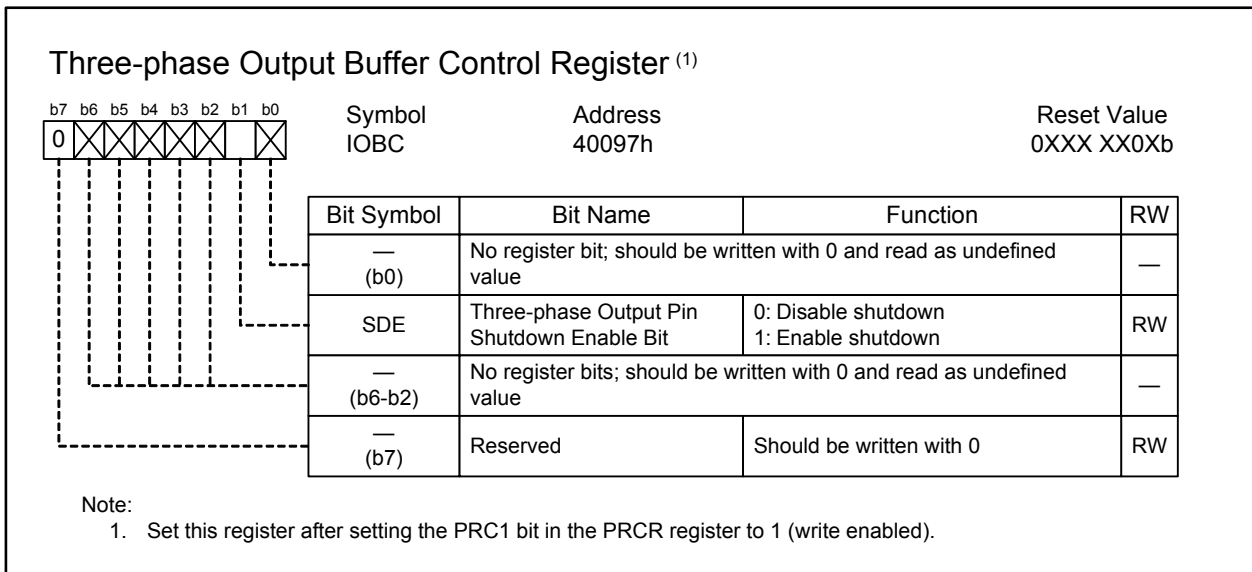 Three-phase Output Buffer Control Register (1)
b7 b6 b5 b4 b3 b2 b1 b0
0
Symbol Address Reset Value
IOBC 40097h 0XXX XX0Xb
Bit Symbol Bit Name Function RW
—
(b0)
No register bit; should be written with 0 and read as undefined
value
—
SDE
Three-phase Output Pin
Shutdown Enable Bit
0: Disable shutdown
1: Enable shutdown
RW
—
(b6-b2)
No register bits; should be written with 0 and read as undefined
value
—
—
(b7)
Reserved
Should be written with 0
RW
Note:
1. Set this register after setting the PRC1 bit in the PRCR register to 1 (write enabled).